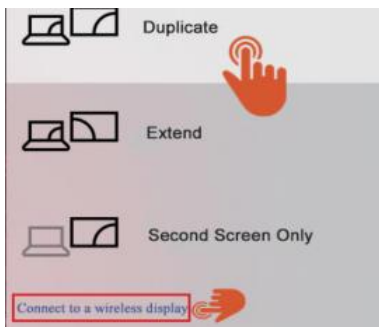 Duplicate
Extend
Second Screen Only
Connect to a wireless display